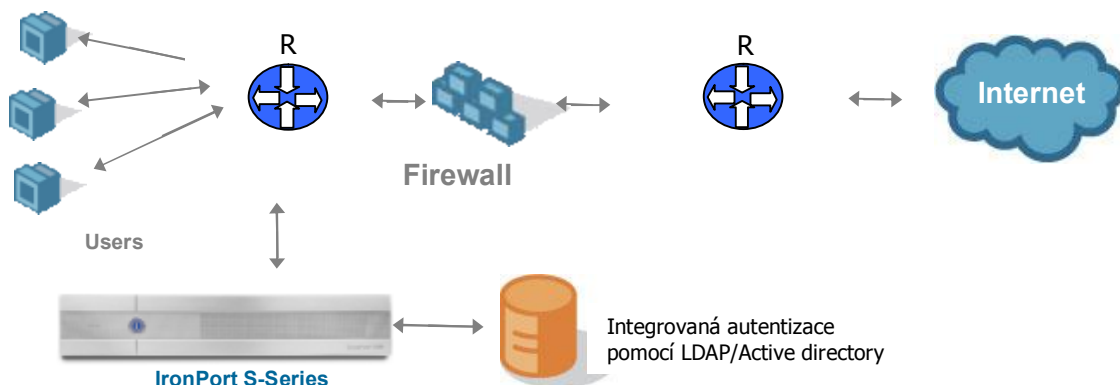 R
R
Internet
Firewall
Users
Integrovaná autentizace
pomocí LDAP/Active directory
IronPort S-Series